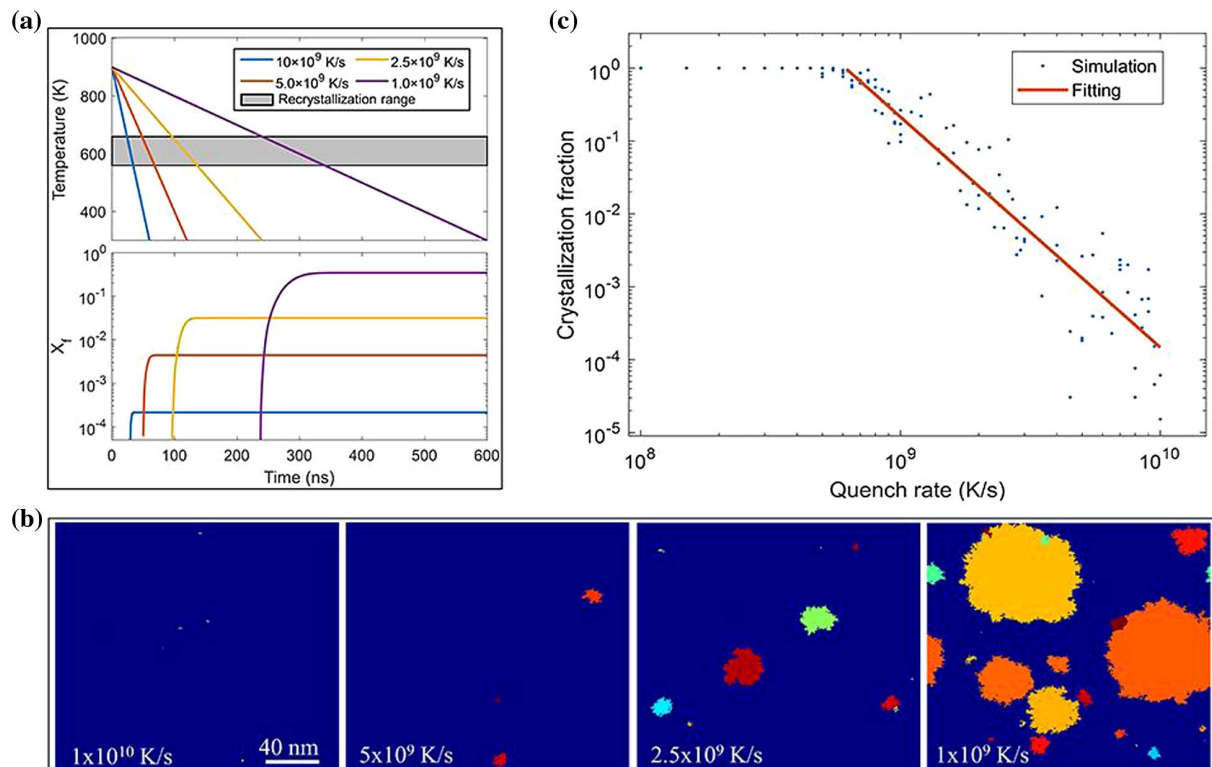 (a)
1000
800
600
400
Temperature (K)
10×10⁹ K/s
2.5×10⁹ K/s
5.0×10⁹ K/s
1.0×10⁹ K/s
Recrystallization range
10⁰
10⁻¹
10⁻²
10⁻³
10⁻⁴
X_f
0 100 200 300 400 500 600
Time (ns)
(c)
10⁰
10⁻¹
10⁻²
10⁻³
10⁻⁴
10⁻⁵
Crystallization fraction
Simulation
Fitting
10⁸ 10⁹ 10¹⁰
Quench rate (K/s)
(b)
1x10¹⁰ K/s
40 nm
5x10⁹ K/s
2.5x10⁹ K/s
1x10⁹ K/s